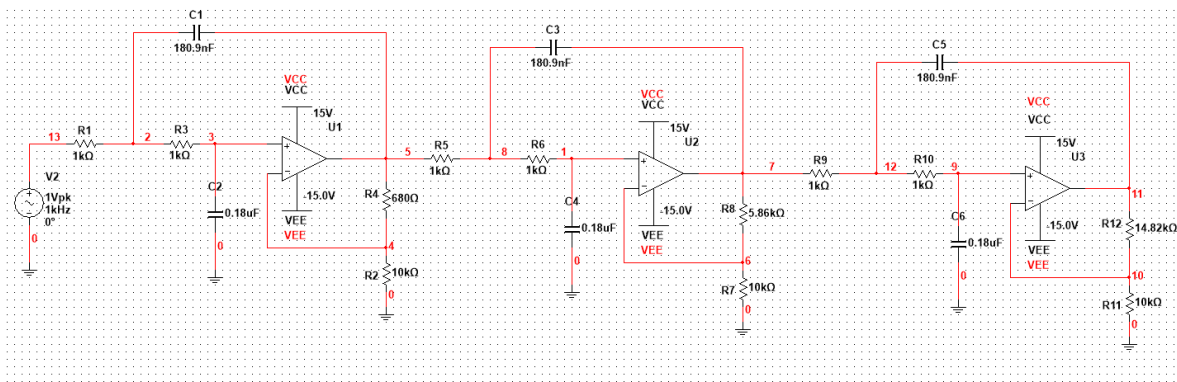 C1
180.9nF
C3
180.9nF
C5
180.9nF
VCC
VCC
15V
U1
VCC
VCC
15V
U2
VCC
VCC
15V
U3
13
R1
1kΩ
2
R3
1kΩ
3
5
R5
1kΩ
8
R6
1kΩ
1
7
R9
1kΩ
12
R10
1kΩ
9
11
V2
1Vpk
1kHz
0°
0
C2
0.18uF
0
-15.0V
VEE
VEE
R4
680Ω
4
R2
10kΩ
0
C4
0.18uF
0
-15.0V
VEE
VEE
R8
5.86kΩ
6
R7
10kΩ
0
C6
0.18uF
0
-15.0V
VEE
VEE
R12
14.82kΩ
10
R11
10kΩ
0